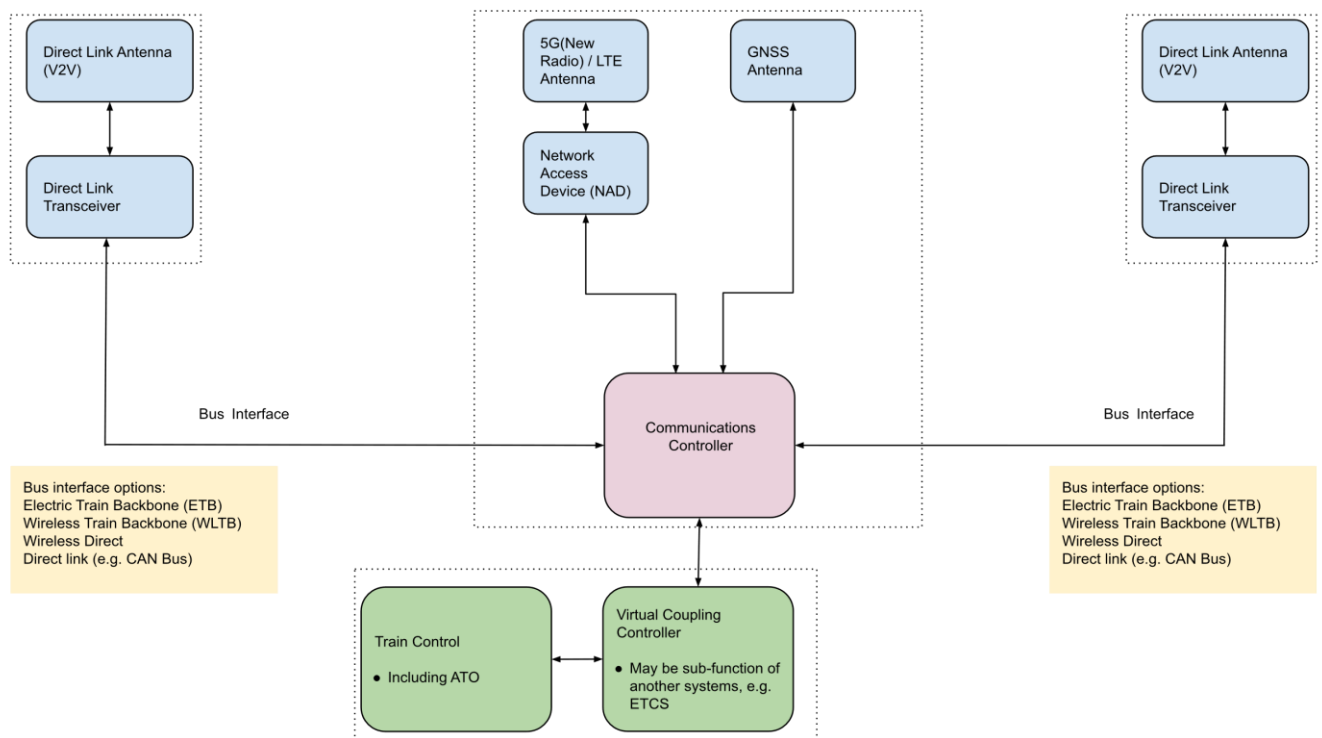 Direct Link Antenna
(V2V)
5G(New
Radio) / LTE
Antenna
GNSS
Antenna
Direct Link Antenna
(V2V)
Direct Link
Transceiver
Network
Access
Device (NAD)
Direct Link
Transceiver
Bus Interface
Communications
Controller
Bus Interface
Bus interface options:
Electric Train Backbone (ETB)
Wireless Train Backbone (WLTB)
Wireless Direct
Direct link (e.g. CAN Bus)
Bus interface options:
Electric Train Backbone (ETB)
Wireless Train Backbone (WLTB)
Wireless Direct
Direct link (e.g. CAN Bus)
Train Control
● Including ATO
Virtual Coupling
Controller
● May be sub-function of
another systems, e.g.
ETCS